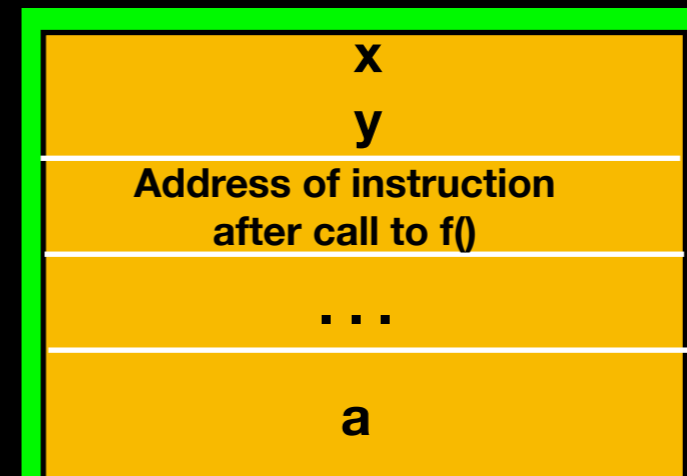 x
y
Address of instruction
after call to f()
. . .
a